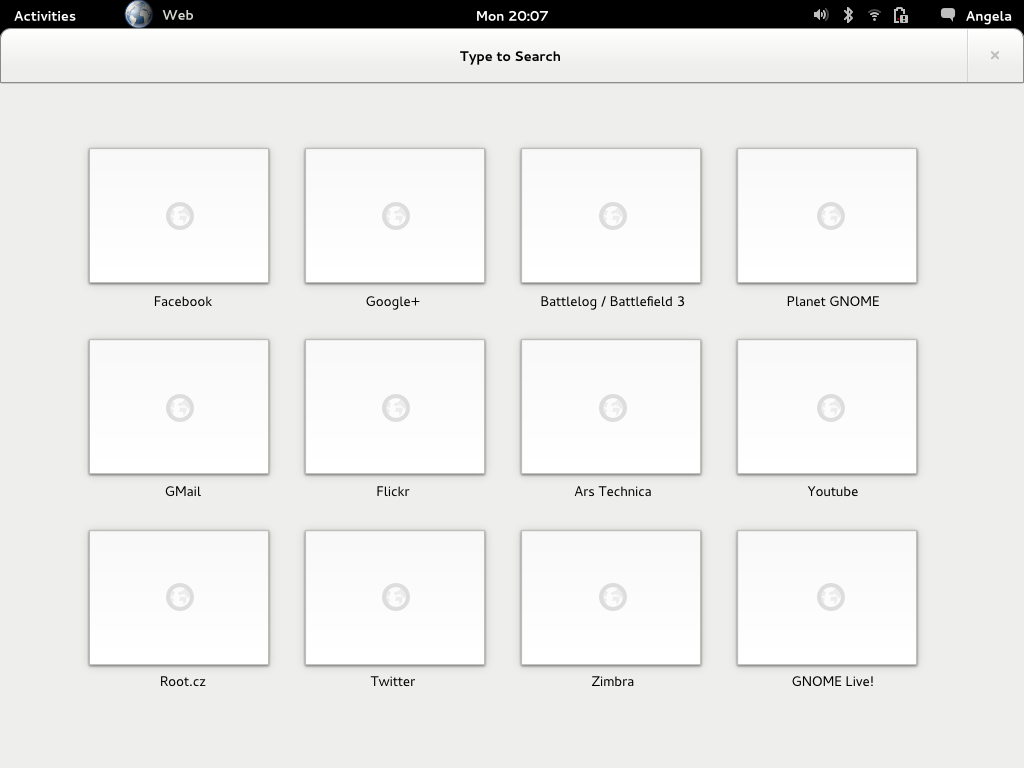 Activities Web Mon 20:07 Angela
Type to Search
Facebook Google+ Battlelog / Battlefield 3 Planet GNOME
GMail Flickr Ars Technica Youtube
Root.cz Twitter Zimbra GNOME Live!